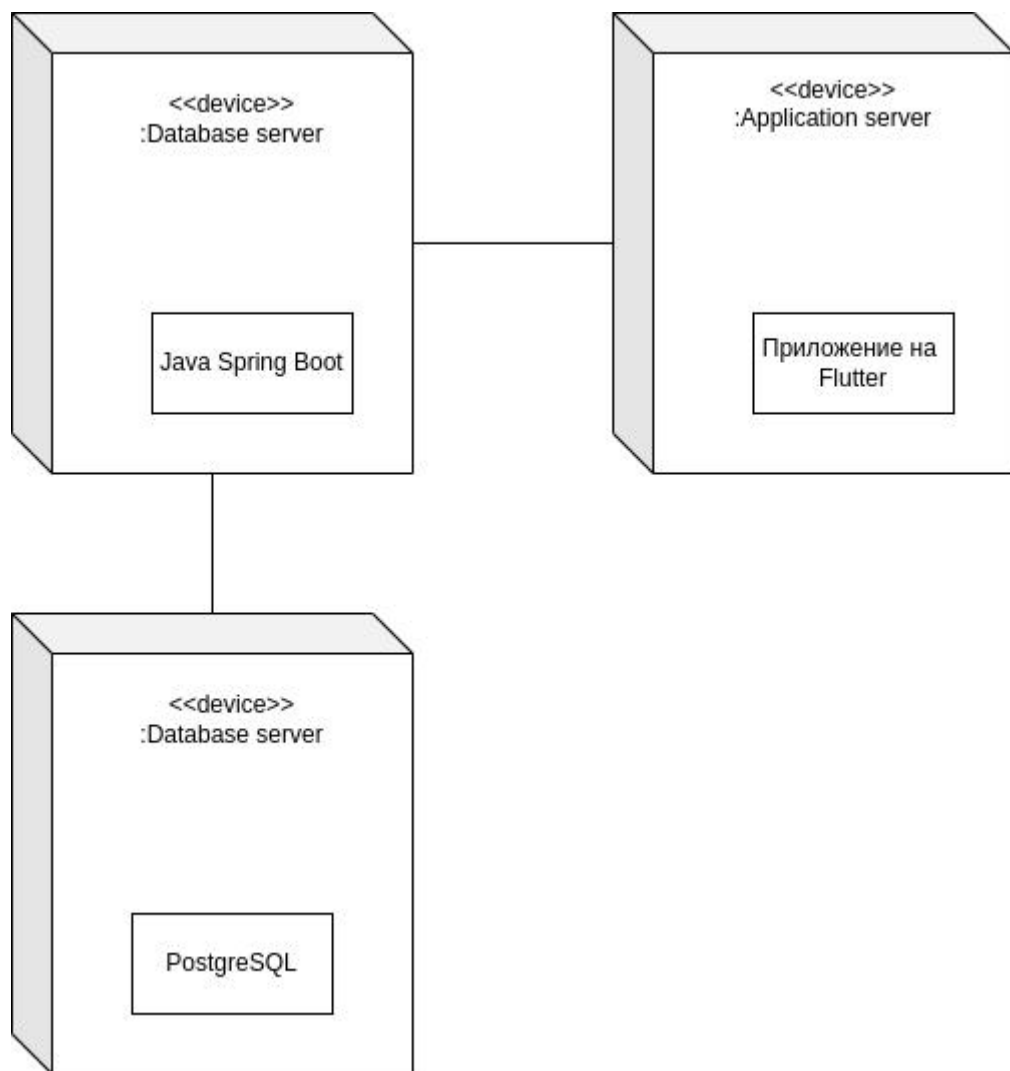 <<device>>
:Database server
Java Spring Boot
<<device>>
:Application server
Приложение на
Flutter
<<device>>
:Database server
PostgreSQL